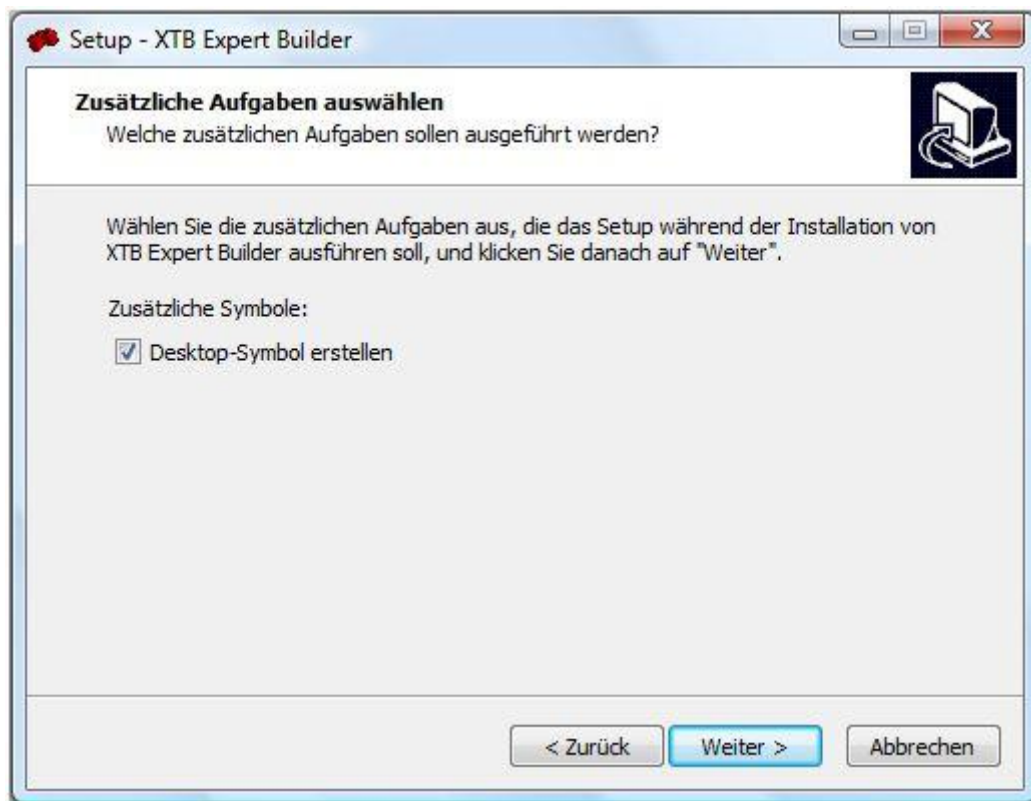 Setup - XTB Expert Builder
Zusätzliche Aufgaben auswählen
Welche zusätzlichen Aufgaben sollen ausgeführt werden?
Wählen Sie die zusätzlichen Aufgaben aus, die das Setup während der Installation von
XTB Expert Builder ausführen soll, und klicken Sie danach auf "Weiter".
Zusätzliche Symbole:
Desktop-Symbol erstellen
< Zurück
Weiter >
Abbrechen